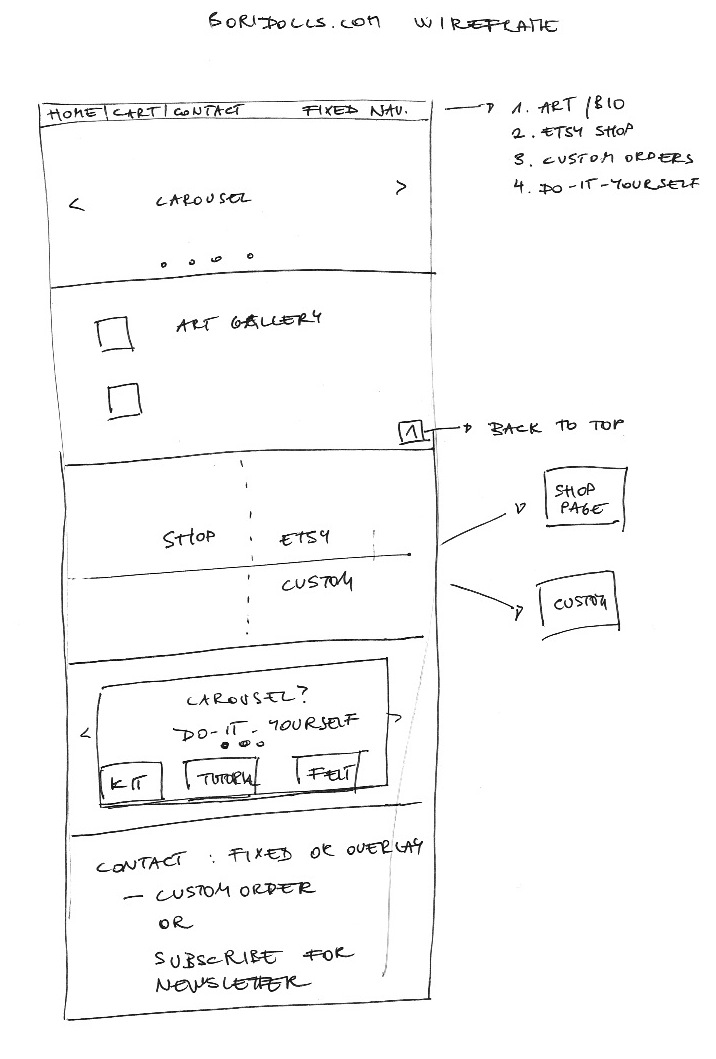 BORIDOLLS.COM WIREFRAME
HOME | CART | CONTACT FIXED NAV.
1. ART / BIO
2. ETSY SHOP
3. CUSTOM ORDERS
4. DO-IT-YOURSELF
< CAROUSEL >
ART GALLERY
1 BACK TO TOP
SHOP ETSY
CUSTOM
SHOP
PAGE
CUSTOM
CAROUSEL?
< DO-IT-YOURSELF >
KIT TUTORIAL FELT
CONTACT : FIXED OR OVERLAY
— CUSTOM ORDER
OR
SUBSCRIBE FOR
NEWSLETTER